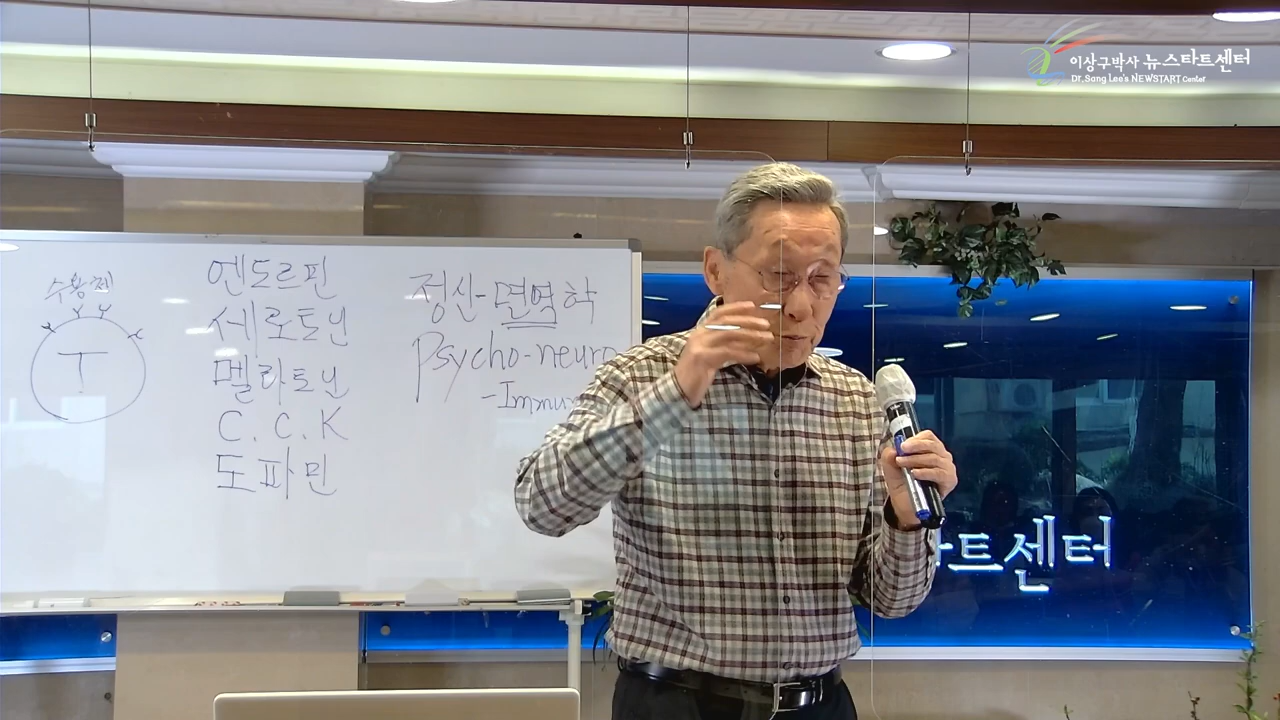 이상구박사 뉴스타트센터
Dr. Sang Lee's NEWSTART Center
수용체
T
엔도르핀
세로토닌
멜라토닌
C.C.K
도파민
정신-면역학
Psycho-neuro
-Immun
타트센터